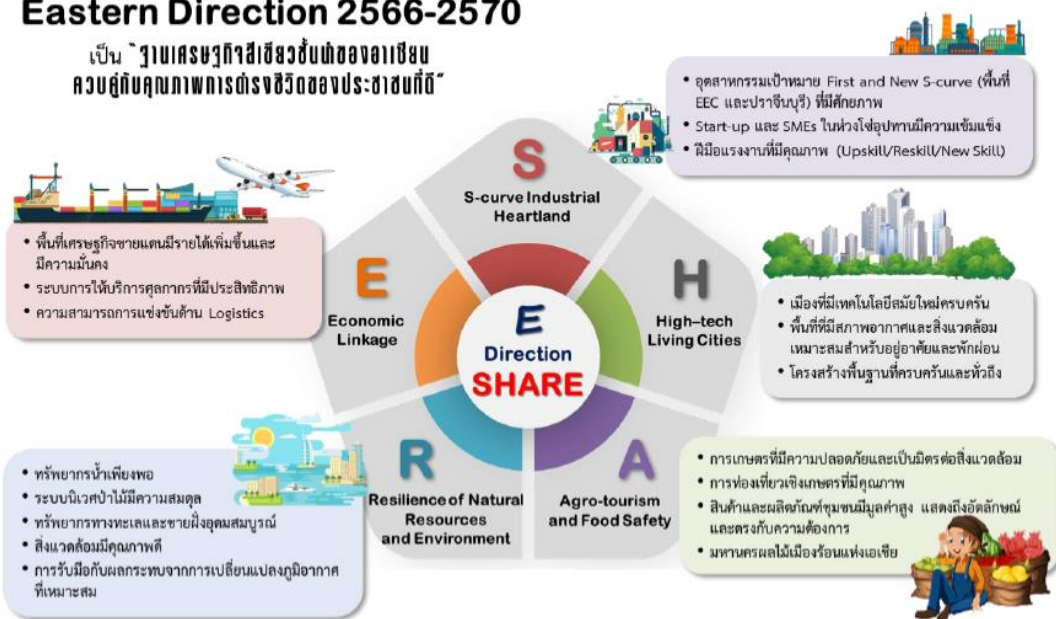 Eastern Direction 2566-2570
เป็น “ฐานเศรษฐกิจสีเขียวชั้นนำของอาเซียน
ควบคู่กับคุณภาพการดำรงชีวิตของประชาชนที่ดี”
S
S-curve Industrial
Heartland
• อุตสาหกรรมเป้าหมาย First and New S-curve (พื้นที่
EEC และปราจีนบุรี) ที่มีศักยภาพ
• Start-up และ SMEs ในห่วงโซ่อุปทานมีความเข้มแข็ง
• ฝีมือแรงงานที่มีคุณภาพ (Upskill/Reskill/New Skill)
H
High–tech
Living Cities
• เมืองที่มีเทคโนโลยีสมัยใหม่ครบครัน
• พื้นที่ที่มีสภาพอากาศและสิ่งแวดล้อม
เหมาะสมสำหรับอยู่อาศัยและพักผ่อน
• โครงสร้างพื้นฐานที่ครบครันและทั่วถึง
A
Agro-tourism
and Food Safety
• การเกษตรที่มีความปลอดภัยและเป็นมิตรต่อสิ่งแวดล้อม
• การท่องเที่ยวเชิงเกษตรที่มีคุณภาพ
• สินค้าและผลิตภัณฑ์ชุมชนมีมูลค่าสูง แสดงถึงอัตลักษณ์
และตรงกับความต้องการ
• มหานครผลไม้เมืองร้อนแห่งเอเชีย
R
Resilience of Natural
Resources
and Environment
• ทรัพยากรน้ำเพียงพอ
• ระบบนิเวศป่าไม้มีความสมดุล
• ทรัพยากรทางทะเลและชายฝั่งอุดมสมบูรณ์
• สิ่งแวดล้อมมีคุณภาพดี
• การรับมือกับผลกระทบจากการเปลี่ยนแปลงภูมิอากาศ
ที่เหมาะสม
E
Economic
Linkage
• พื้นที่เศรษฐกิจชายแดนมีรายได้เพิ่มขึ้นและ
มีความมั่นคง
• ระบบการให้บริการศุลกากรที่มีประสิทธิภาพ
• ความสามารถการแข่งขันด้าน Logistics
E
Direction
SHARE